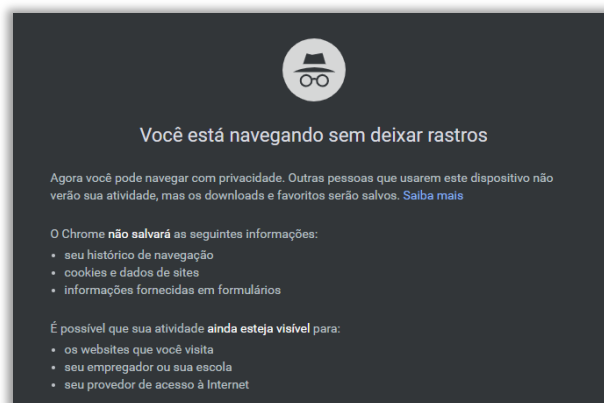 Você está navegando sem deixar rastros
Agora você pode navegar com privacidade. Outras pessoas que usarem este dispositivo não
verão sua atividade, mas os downloads e favoritos serão salvos. Saiba mais
O Chrome não salvará as seguintes informações:
• seu histórico de navegação
• cookies e dados de sites
• informações fornecidas em formulários
É possível que sua atividade ainda esteja visível para:
• os websites que você visita
• seu empregador ou sua escola
• seu provedor de acesso à Internet